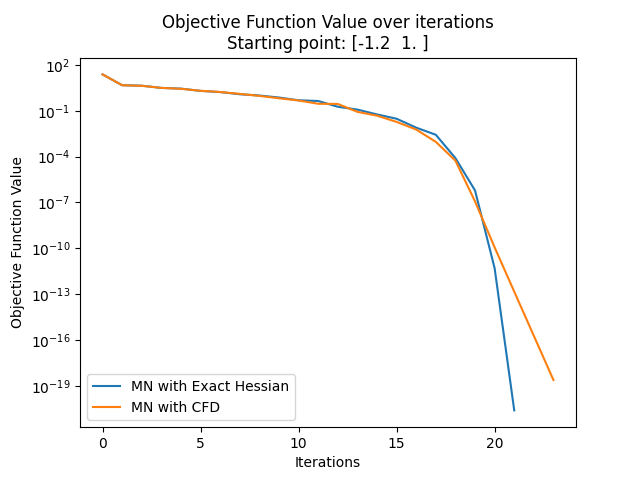 Objective Function Value over iterations
Starting point: [-1.2  1. ]
Objective Function Value
10²
10⁻¹
10⁻⁴
10⁻⁷
10⁻¹⁰
10⁻¹³
10⁻¹⁶
10⁻¹⁹
MN with Exact Hessian
MN with CFD
0 5 10 15 20
Iterations